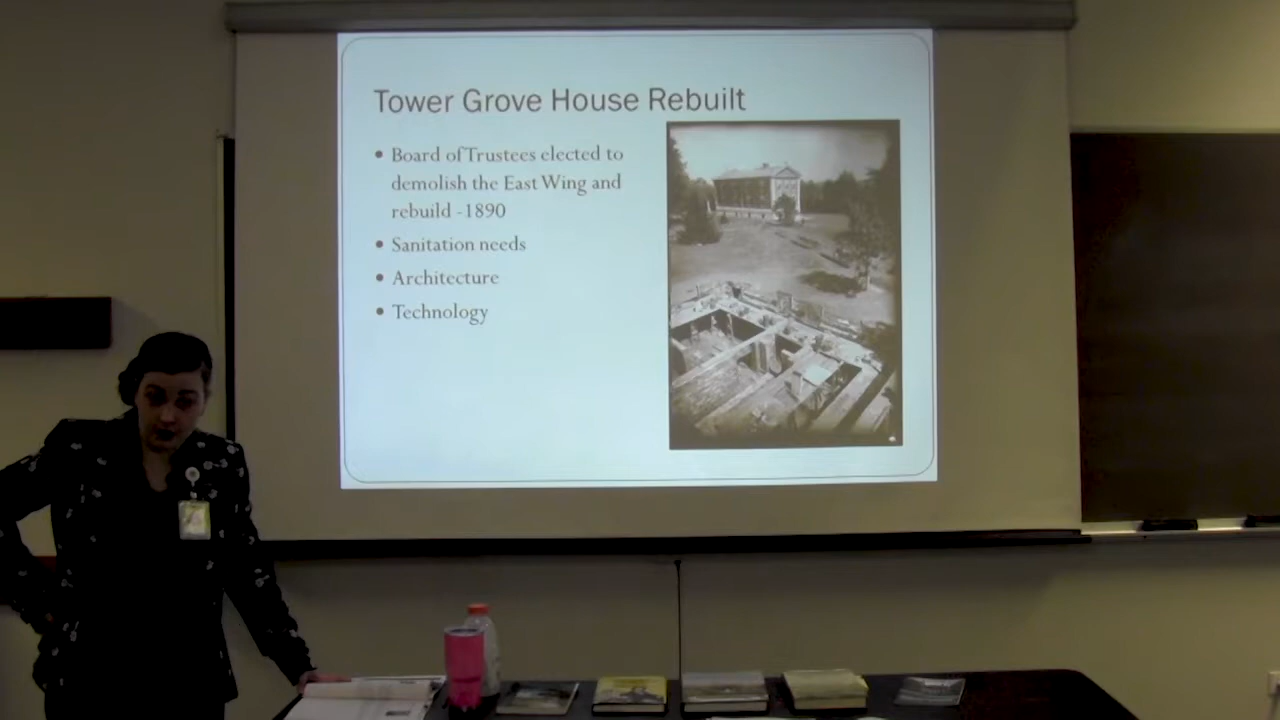 Tower Grove House Rebuilt
• Board of Trustees elected to
demolish the East Wing and
rebuild -1890
• Sanitation needs
• Architecture
• Technology